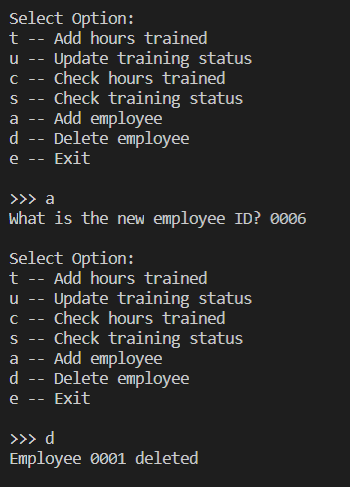 Select Option:
t -- Add hours trained
u -- Update training status
c -- Check hours trained
s -- Check training status
a -- Add employee
d -- Delete employee
e -- Exit
>>> a
What is the new employee ID? 0006
Select Option:
t -- Add hours trained
u -- Update training status
c -- Check hours trained
s -- Check training status
a -- Add employee
d -- Delete employee
e -- Exit
>>> d
Employee 0001 deleted